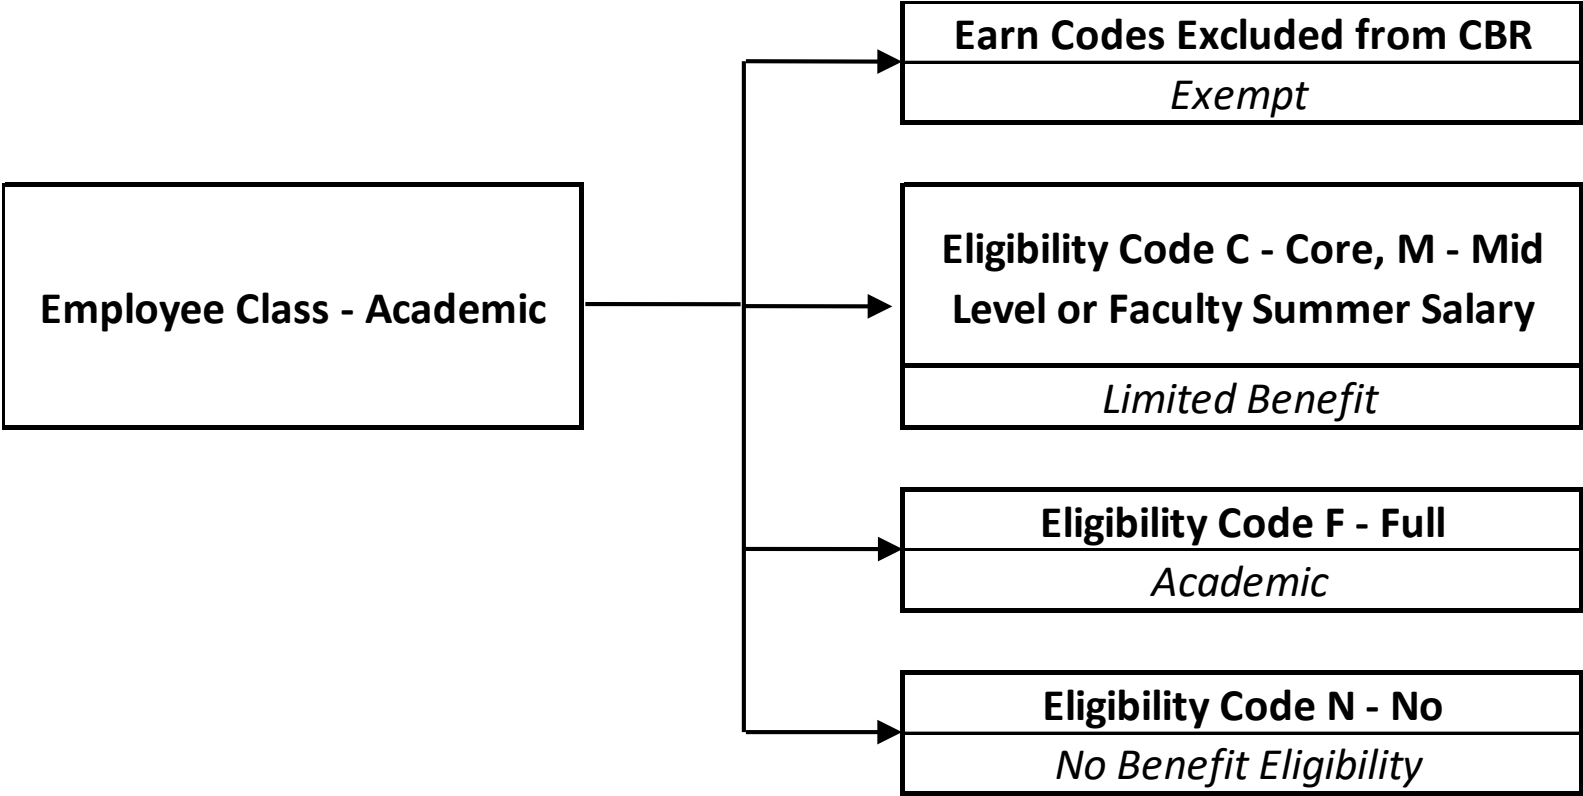 Employee Class - Academic
Earn Codes Excluded from CBR
Exempt
Eligibility Code C - Core, M - Mid
Level or Faculty Summer Salary
Limited Benefit
Eligibility Code F - Full
Academic
Eligibility Code N - No
No Benefit Eligibility